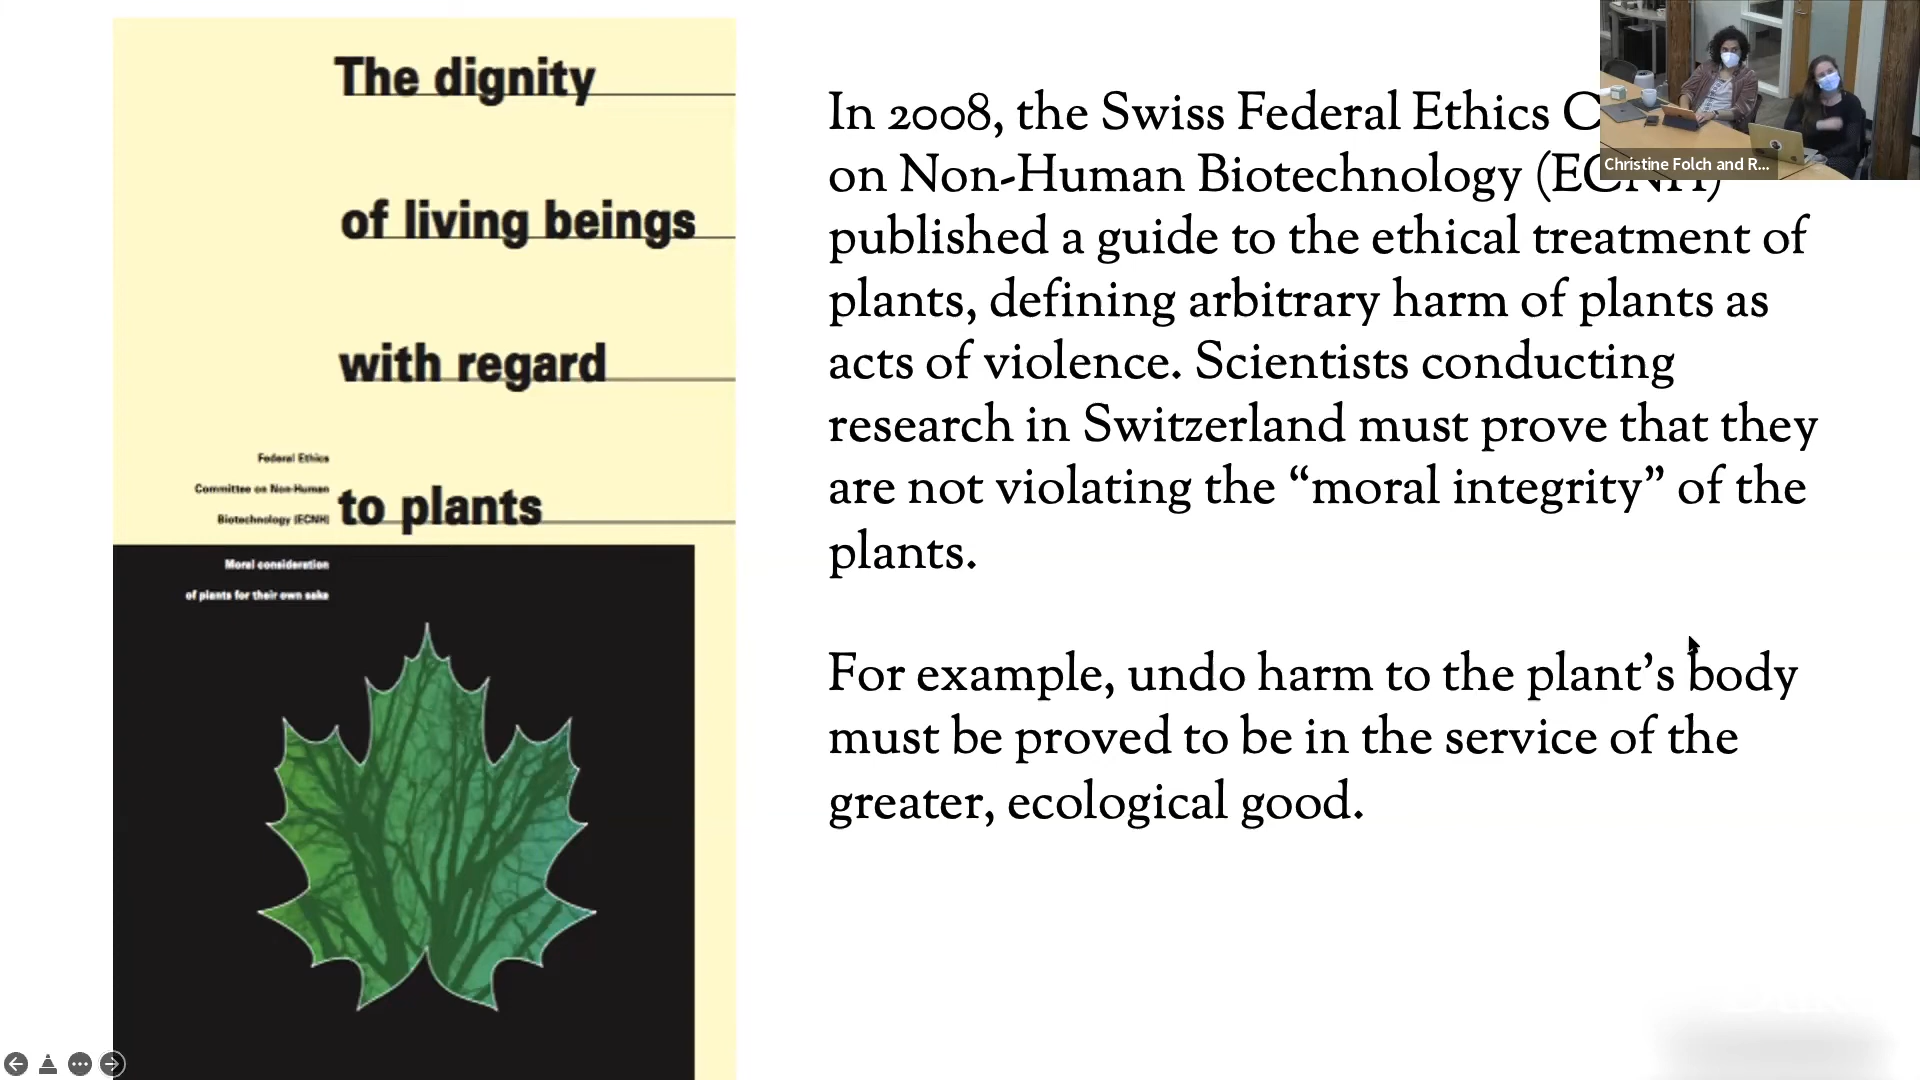 The dignity
of living beings
with regard
to plants
Federal Ethics
Committee on Non-Human
Biotechnology (ECNH)
Moral consideration
of plants for their own sake
In 2008, the Swiss Federal Ethics C
on Non-Human Biotechnology (ECNH)
published a guide to the ethical treatment of
plants, defining arbitrary harm of plants as
acts of violence. Scientists conducting
research in Switzerland must prove that they
are not violating the “moral integrity” of the
plants.
For example, undo harm to the plant’s body
must be proved to be in the service of the
greater, ecological good.
Christine Folch and R...